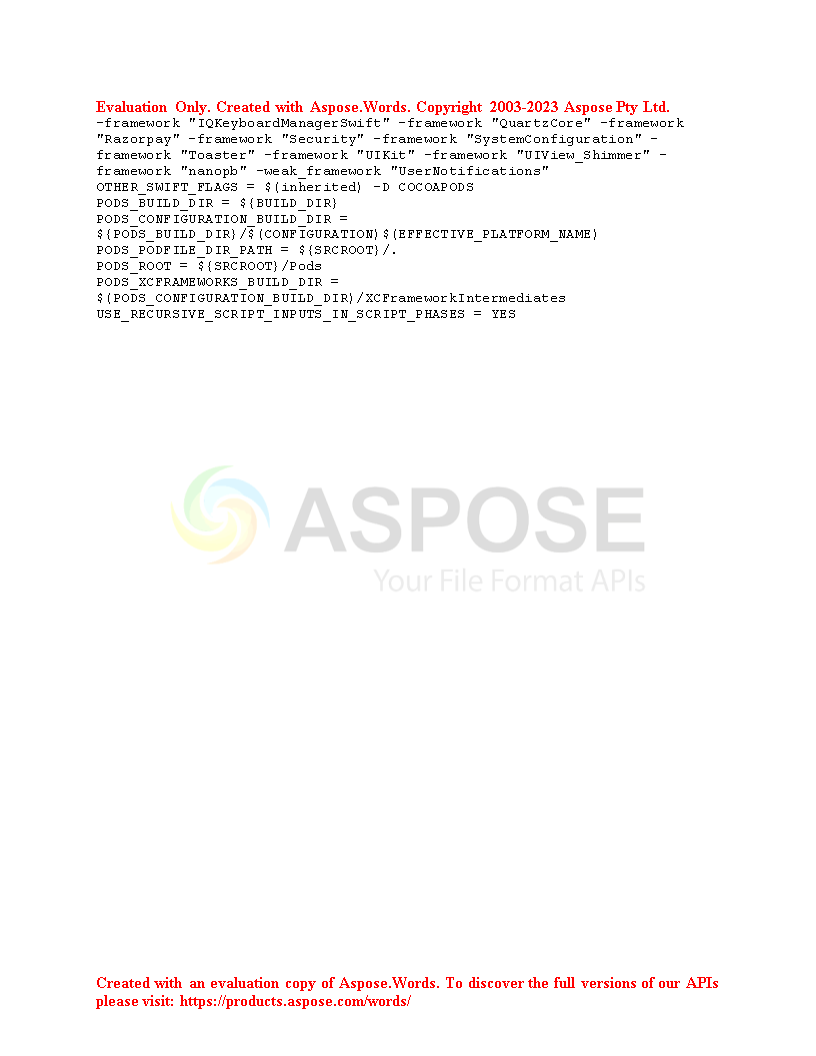 Evaluation Only. Created with Aspose.Words. Copyright 2003-2023 Aspose Pty Ltd.
-framework "IQKeyboardManagerSwift" -framework "QuartzCore" -framework
"Razorpay" -framework "Security" -framework "SystemConfiguration" -
framework "Toaster" -framework "UIKit" -framework "UIView_Shimmer" -
framework "nanopb" -weak_framework "UserNotifications"
OTHER_SWIFT_FLAGS = $(inherited) -D COCOAPODS
PODS_BUILD_DIR = ${BUILD_DIR}
PODS_CONFIGURATION_BUILD_DIR =
${PODS_BUILD_DIR}/$(CONFIGURATION)$(EFFECTIVE_PLATFORM_NAME)
PODS_PODFILE_DIR_PATH = ${SRCROOT}/.
PODS_ROOT = ${SRCROOT}/Pods
PODS_XCFRAMEWORKS_BUILD_DIR =
$(PODS_CONFIGURATION_BUILD_DIR)/XCFrameworkIntermediates
USE_RECURSIVE_SCRIPT_INPUTS_IN_SCRIPT_PHASES = YES
ASPOSE
Your File Format APIs
Created with an evaluation copy of Aspose.Words. To discover the full versions of our APIs
please visit: https://products.aspose.com/words/